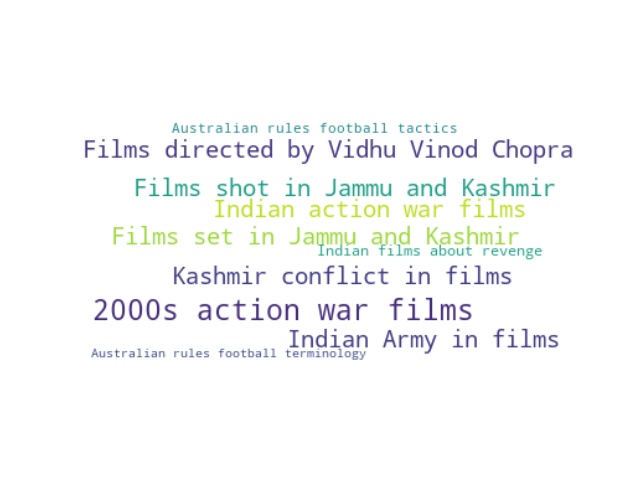 Australian rules football tactics
Films directed by Vidhu Vinod Chopra
Films shot in Jammu and Kashmir
Indian action war films
Films set in Jammu and Kashmir
Indian films about revenge
Kashmir conflict in films
2000s action war films
Indian Army in films
Australian rules football terminology